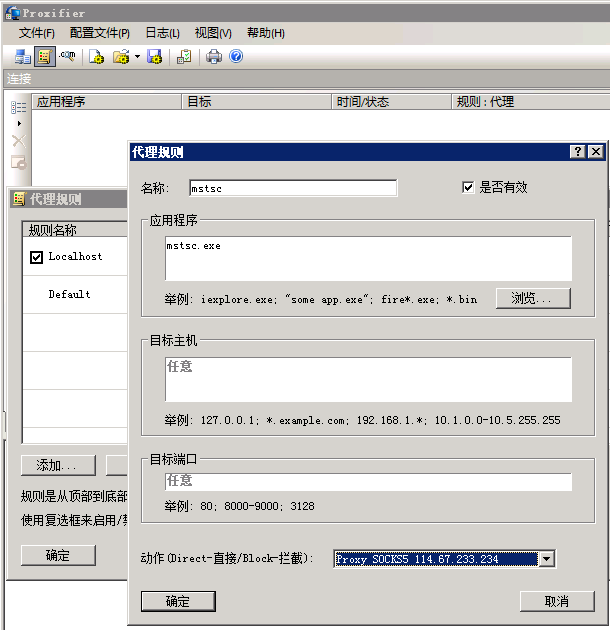 Proxifier
文件(F) 配置文件(P) 日志(L) 视图(V) 帮助(H)
.com
连接
应用程序 目标 时间/状态 规则 : 代理
代理规则
规则名称
Localhost
Default
添加...
规则是从顶部到底部
使用复选框来启用/
确定
代理规则
名称: mstsc 是否有效
应用程序
mstsc.exe
举例: iexplore.exe; "some app.exe"; fire*.exe; *.bin 浏览...
目标主机
任意
举例: 127.0.0.1; *.example.com; 192.168.1.*; 10.1.0.0-10.5.255.255
目标端口
任意
举例: 80; 8000-9000; 3128
动作(Direct-直接/Block-拦截): Proxy SOCKS5 114.67.233.234
确定 取消